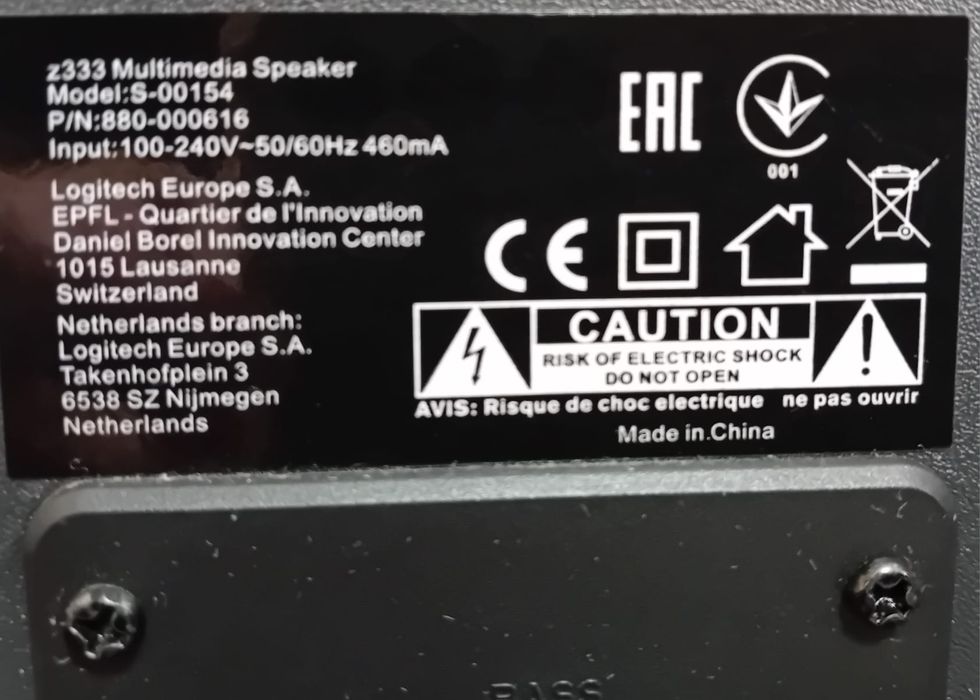 z333 Multimedia Speaker
Model:S-00154
P/N:880-000616
Input:100-240V~50/60Hz 460mA
Logitech Europe S.A.
EPFL - Quartier de l'Innovation
Daniel Borel Innovation Center
1015 Lausanne
Switzerland
Netherlands branch:
Logitech Europe S.A.
Takenhofplein 3
6538 SZ Nijmegen
Netherlands
EAC
001
CE
CAUTION
RISK OF ELECTRIC SHOCK
DO NOT OPEN
AVIS: Risque de choc electrique ne pas ouvrir
Made in.China
BASS